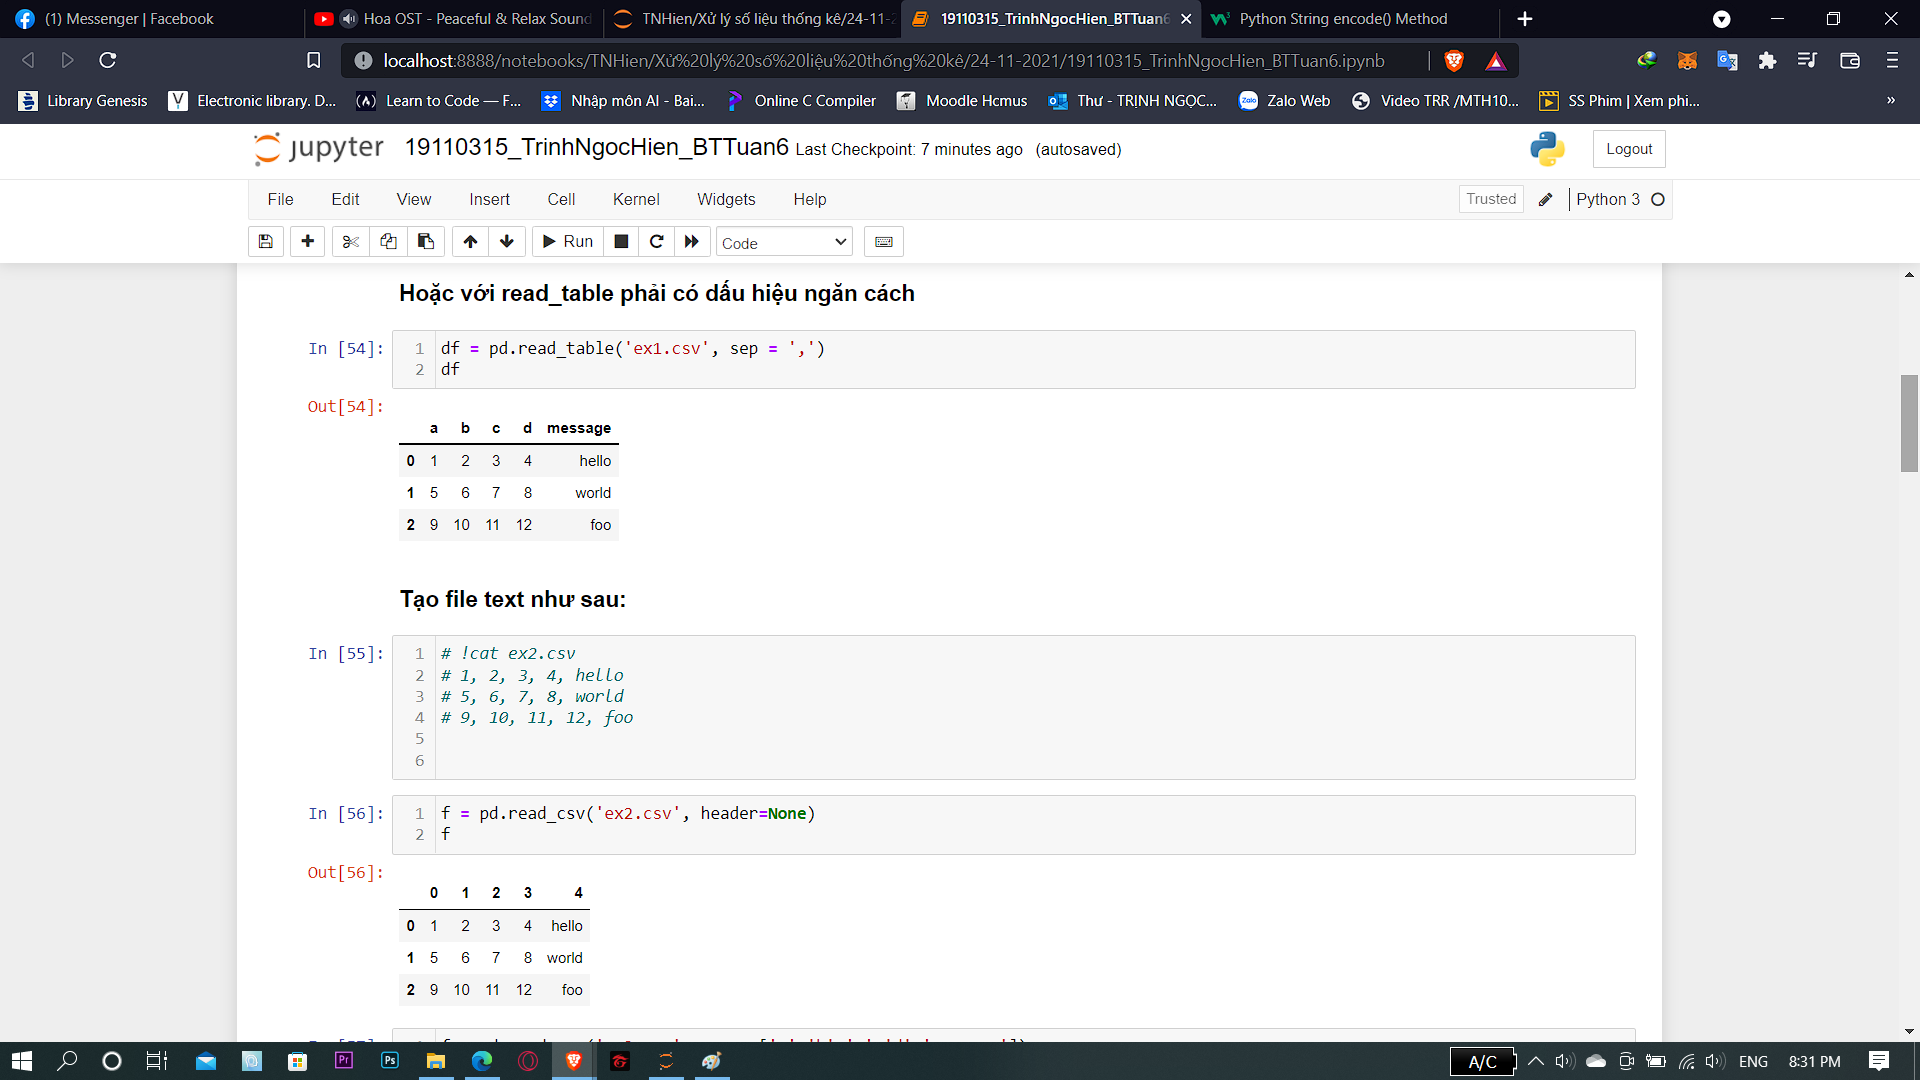 (1) Messenger | Facebook
Hoa OST - Peaceful & Relax Sound
TNHien/Xử lý số liệu thống kê/24-11-2
19110315_TrinhNgocHien_BTTuan6
Python String encode() Method
localhost:8888/notebooks/TNHien/Xử%20lý%20số%20liệu%20thống%20kê/24-11-2021/19110315_TrinhNgocHien_BTTuan6.ipynb
Library Genesis
Electronic library. D...
Learn to Code — F...
Nhập môn AI - Bai...
Online C Compiler
Moodle Hcmus
Thư - TRỊNH NGỌC...
Zalo Web
Video TRR /MTH10...
SS Phim | Xem phi...
»
jupyter
19110315_TrinhNgocHien_BTTuan6 Last Checkpoint: 7 minutes ago (autosaved)
Logout
File Edit View Insert Cell Kernel Widgets Help
Trusted
Python 3
Run
Code
Hoặc với read_table phải có dấu hiệu ngăn cách
In [54]:
1 df = pd.read_table('ex1.csv', sep = ',')
2 df
Out[54]:
a b c d message
0 1 2 3 4 hello
1 5 6 7 8 world
2 9 10 11 12 foo
Tạo file text như sau:
In [55]:
1 # !cat ex2.csv
2 # 1, 2, 3, 4, hello
3 # 5, 6, 7, 8, world
4 # 9, 10, 11, 12, foo
5
6
In [56]:
1 f = pd.read_csv('ex2.csv', header=None)
2 f
Out[56]:
0 1 2 3 4
0 1 2 3 4 hello
1 5 6 7 8 world
2 9 10 11 12 foo
Pr
Ps
A/C
ENG
8:31 PM